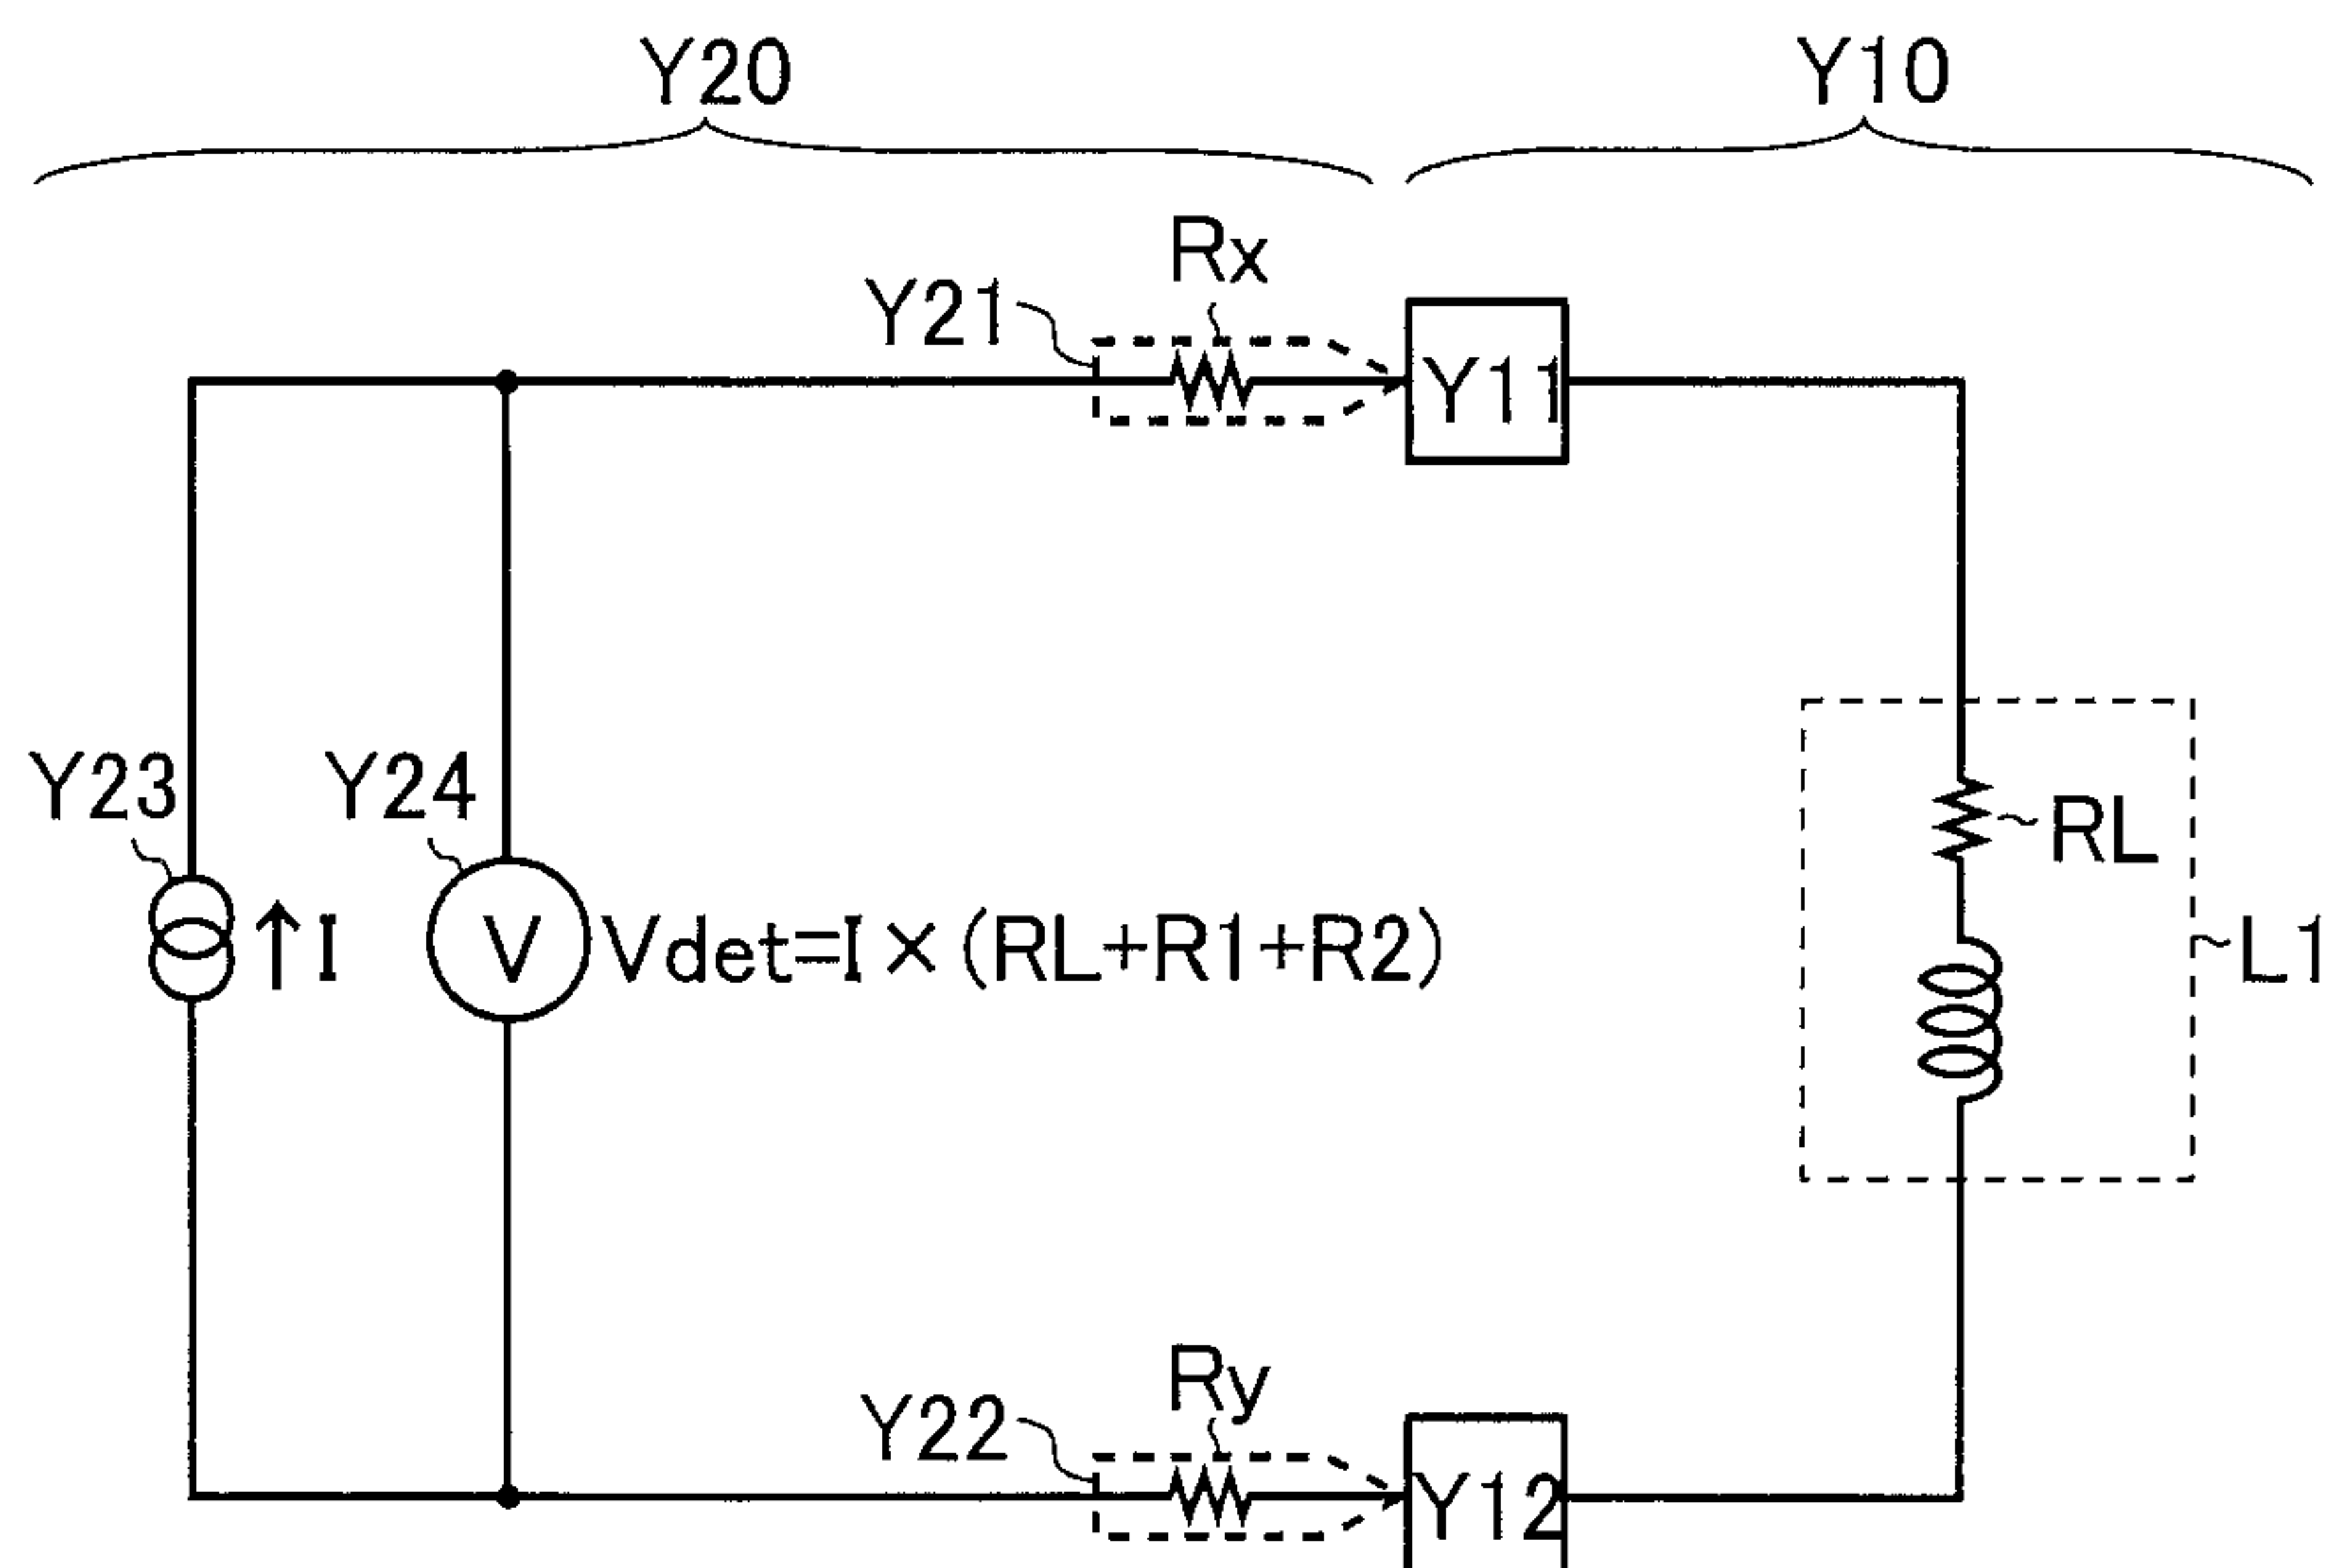 Y20
Y10
Rx
Y21
Y11
Y23
Y24
RL
↑I
V
Vdet=I×(RL+R1+R2)
L1
Ry
Y22
Y12